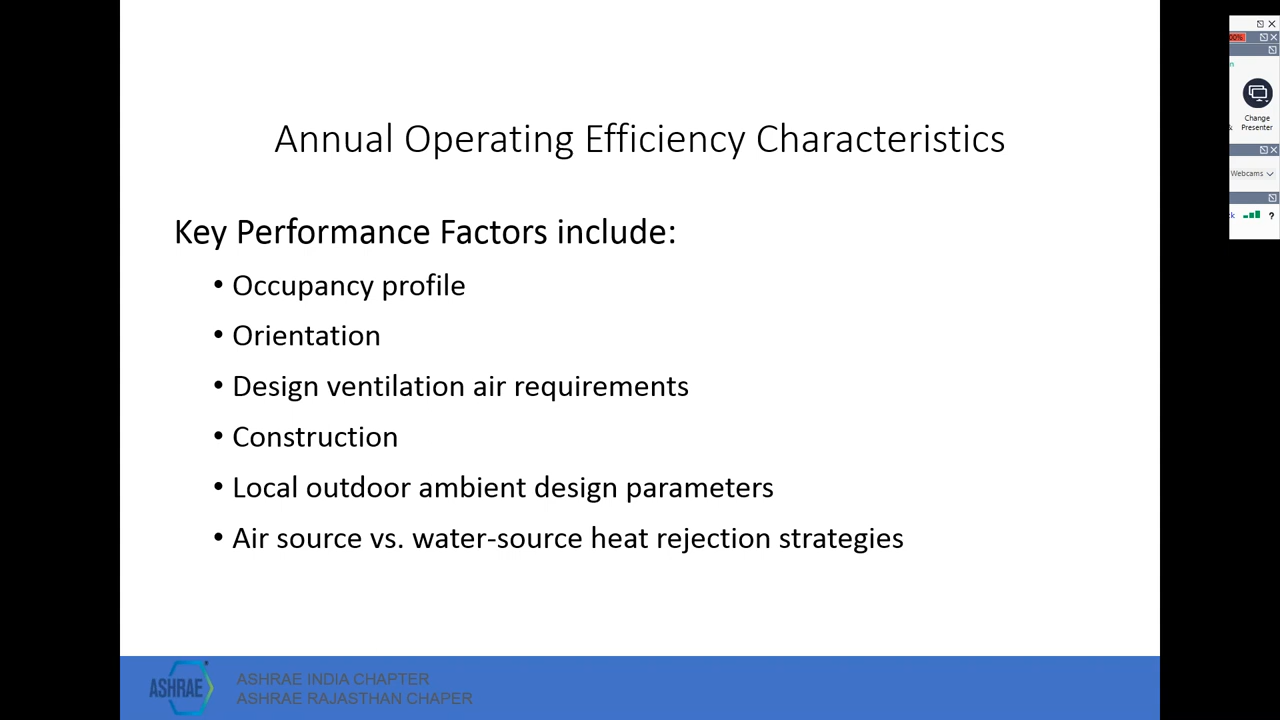 Annual Operating Efficiency Characteristics
Key Performance Factors include:
• Occupancy profile
• Orientation
• Design ventilation air requirements
• Construction
• Local outdoor ambient design parameters
• Air source vs. water-source heat rejection strategies
ASHRAE
ASHRAE INDIA CHAPTER
ASHRAE RAJASTHAN CHAPER
00%
n
Change
& Presenter
Webcams
k ?